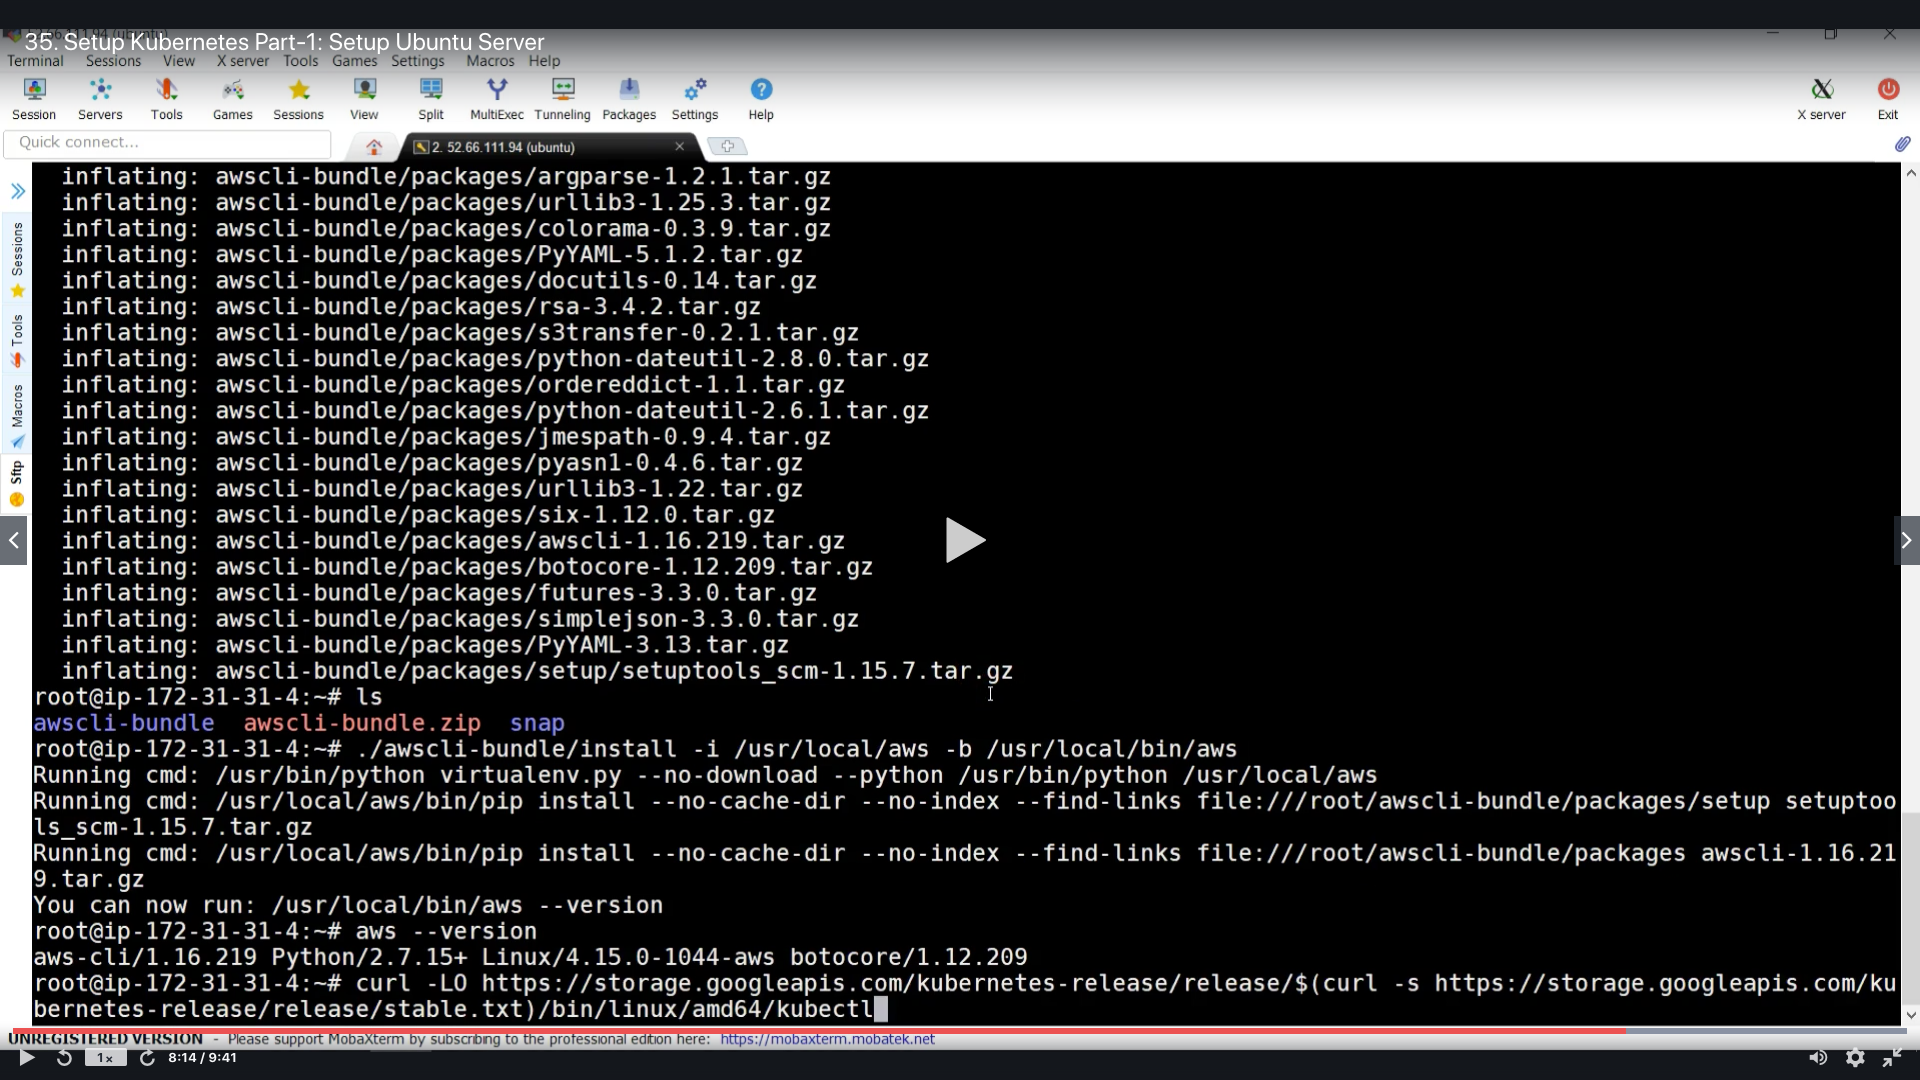 35. Setup Kubernetes Part-1: Setup Ubuntu Server
Terminal Sessions View X server Tools Games Settings Macros Help
Session Servers Tools Games Sessions View Split MultiExec Tunneling Packages Settings Help X server Exit
Quick connect...
2. 52.66.111.94 (ubuntu)
Sessions
Tools
Macros
Sftp
inflating: awscli-bundle/packages/argparse-1.2.1.tar.gz
inflating: awscli-bundle/packages/urllib3-1.25.3.tar.gz
inflating: awscli-bundle/packages/colorama-0.3.9.tar.gz
inflating: awscli-bundle/packages/PyYAML-5.1.2.tar.gz
inflating: awscli-bundle/packages/docutils-0.14.tar.gz
inflating: awscli-bundle/packages/rsa-3.4.2.tar.gz
inflating: awscli-bundle/packages/s3transfer-0.2.1.tar.gz
inflating: awscli-bundle/packages/python-dateutil-2.8.0.tar.gz
inflating: awscli-bundle/packages/ordereddict-1.1.tar.gz
inflating: awscli-bundle/packages/python-dateutil-2.6.1.tar.gz
inflating: awscli-bundle/packages/jmespath-0.9.4.tar.gz
inflating: awscli-bundle/packages/pyasn1-0.4.6.tar.gz
inflating: awscli-bundle/packages/urllib3-1.22.tar.gz
inflating: awscli-bundle/packages/six-1.12.0.tar.gz
inflating: awscli-bundle/packages/awscli-1.16.219.tar.gz
inflating: awscli-bundle/packages/botocore-1.12.209.tar.gz
inflating: awscli-bundle/packages/futures-3.3.0.tar.gz
inflating: awscli-bundle/packages/simplejson-3.3.0.tar.gz
inflating: awscli-bundle/packages/PyYAML-3.13.tar.gz
inflating: awscli-bundle/packages/setup/setuptools_scm-1.15.7.tar.gz
root@ip-172-31-31-4:~# ls
awscli-bundle awscli-bundle.zip snap
root@ip-172-31-31-4:~# ./awscli-bundle/install -i /usr/local/aws -b /usr/local/bin/aws
Running cmd: /usr/bin/python virtualenv.py --no-download --python /usr/bin/python /usr/local/aws
Running cmd: /usr/local/aws/bin/pip install --no-cache-dir --no-index --find-links file:///root/awscli-bundle/packages/setup setuptoo
ls_scm-1.15.7.tar.gz
Running cmd: /usr/local/aws/bin/pip install --no-cache-dir --no-index --find-links file:///root/awscli-bundle/packages awscli-1.16.21
9.tar.gz
You can now run: /usr/local/bin/aws --version
root@ip-172-31-31-4:~# aws --version
aws-cli/1.16.219 Python/2.7.15+ Linux/4.15.0-1044-aws botocore/1.12.209
root@ip-172-31-31-4:~# curl -LO https://storage.googleapis.com/kubernetes-release/release/$(curl -s https://storage.googleapis.com/ku
bernetes-release/release/stable.txt)/bin/linux/amd64/kubectl
UNREGISTERED VERSION - Please support MobaXterm by subscribing to the professional edition here: https://mobaxterm.mobatek.net
1x 8:14 / 9:41